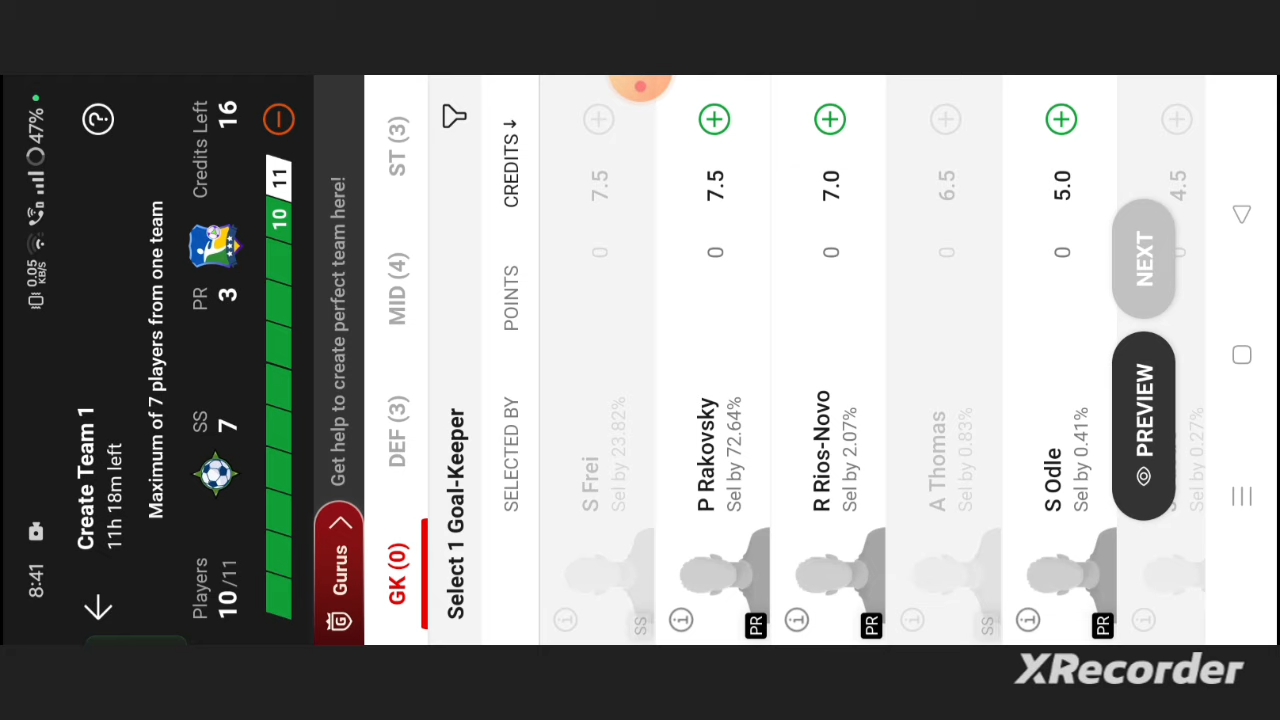 8:41
0.05 KB/S
47%
Create Team 1
11h 18m left
Maximum of 7 players from one team
Players
10/11
SS
7
PR
3
Credits Left
16
10
11
Gurus
Get help to create perfect team here!
GK (0)
DEF (3)
MID (4)
ST (3)
Select 1 Goal-Keeper
SELECTED BY
POINTS
CREDITS
S Frei
Sel by 23.82%
0
7.5
SS
P Rakovsky
Sel by 72.64%
0
7.5
PR
R Rios-Novo
Sel by 2.07%
0
7.0
PR
A Thomas
Sel by 0.83%
0
6.5
SS
S Odle
Sel by 0.41%
0
5.0
PR
Sel by 0.27%
0
4.5
PREVIEW
NEXT
XRecorder